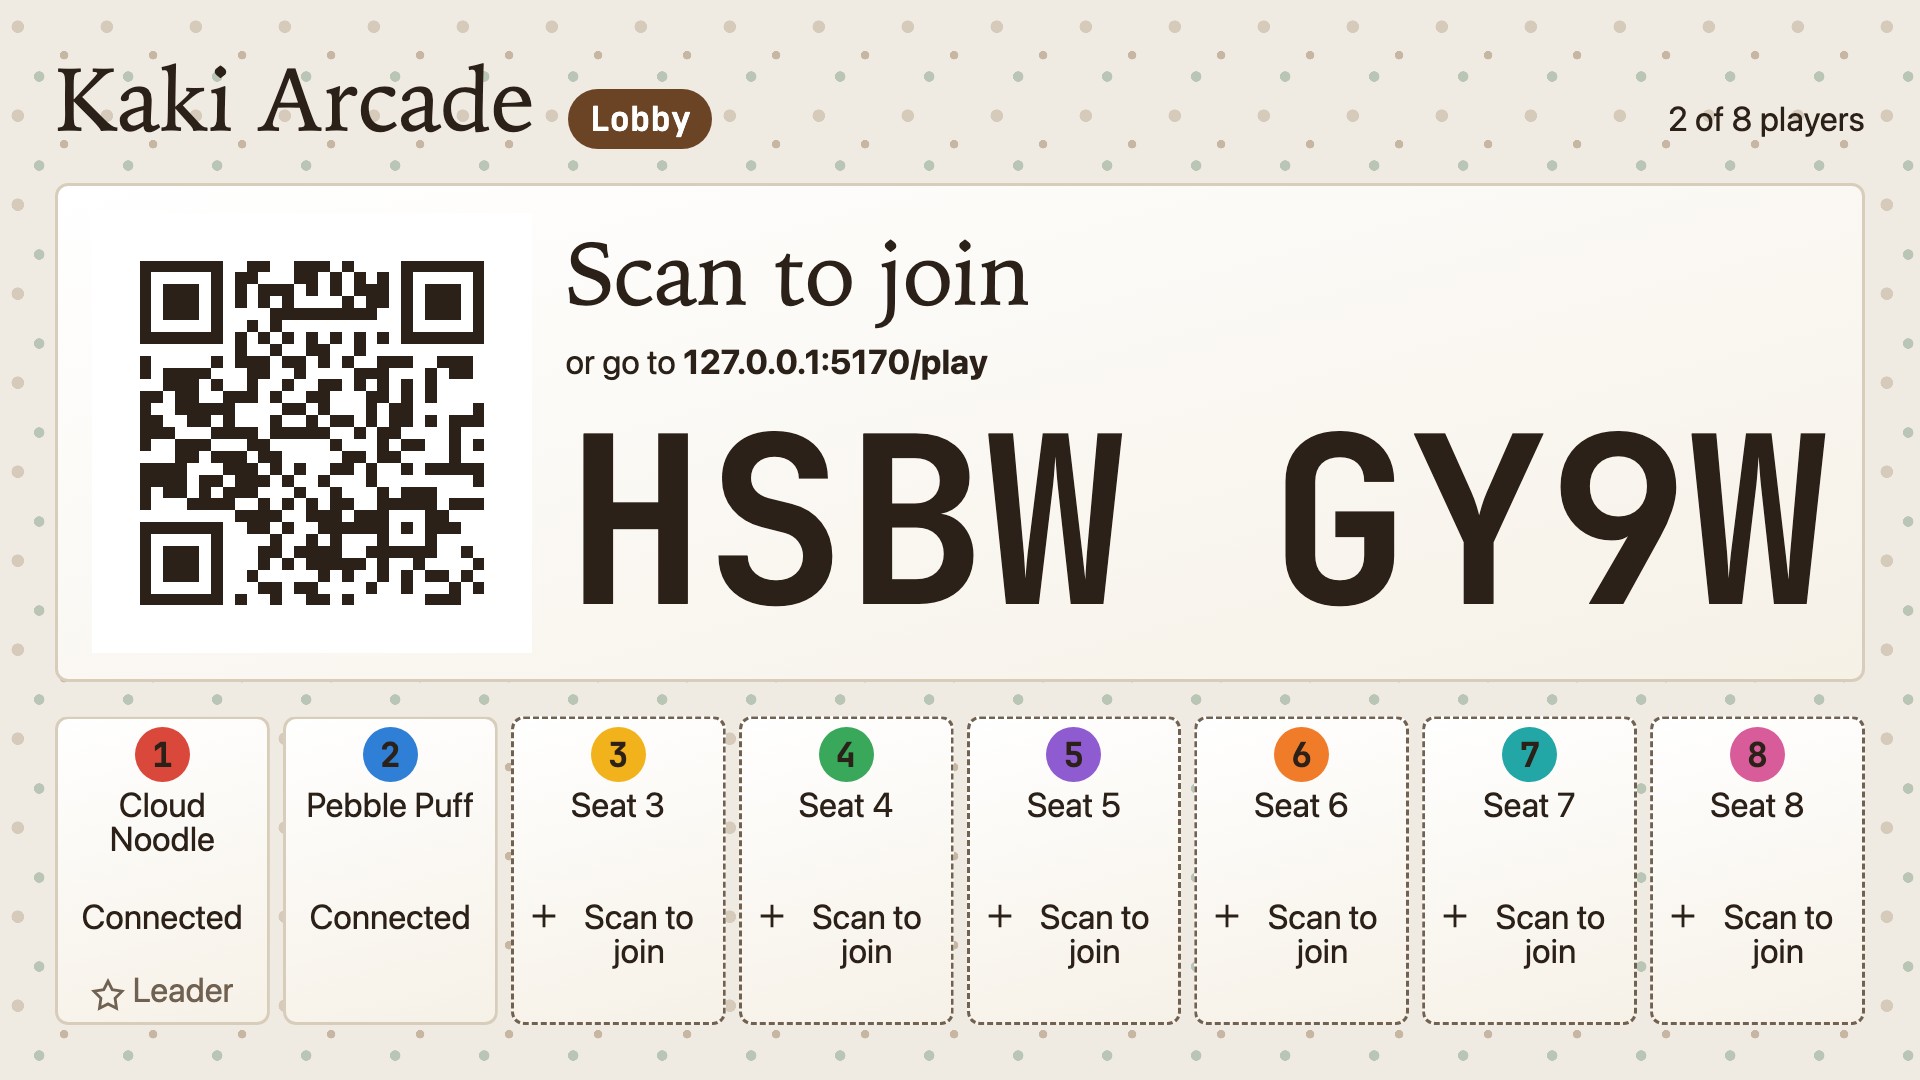 Kaki Arcade
Lobby
2 of 8 players
Scan to join
or go to 127.0.0.1:5170/play
HSBW GY9W
1
Cloud
Noodle
Connected
Leader
2
Pebble Puff
Connected
3
Seat 3
+ Scan to
join
4
Seat 4
+ Scan to
join
5
Seat 5
+ Scan to
join
6
Seat 6
+ Scan to
join
7
Seat 7
+ Scan to
join
8
Seat 8
+ Scan to
join